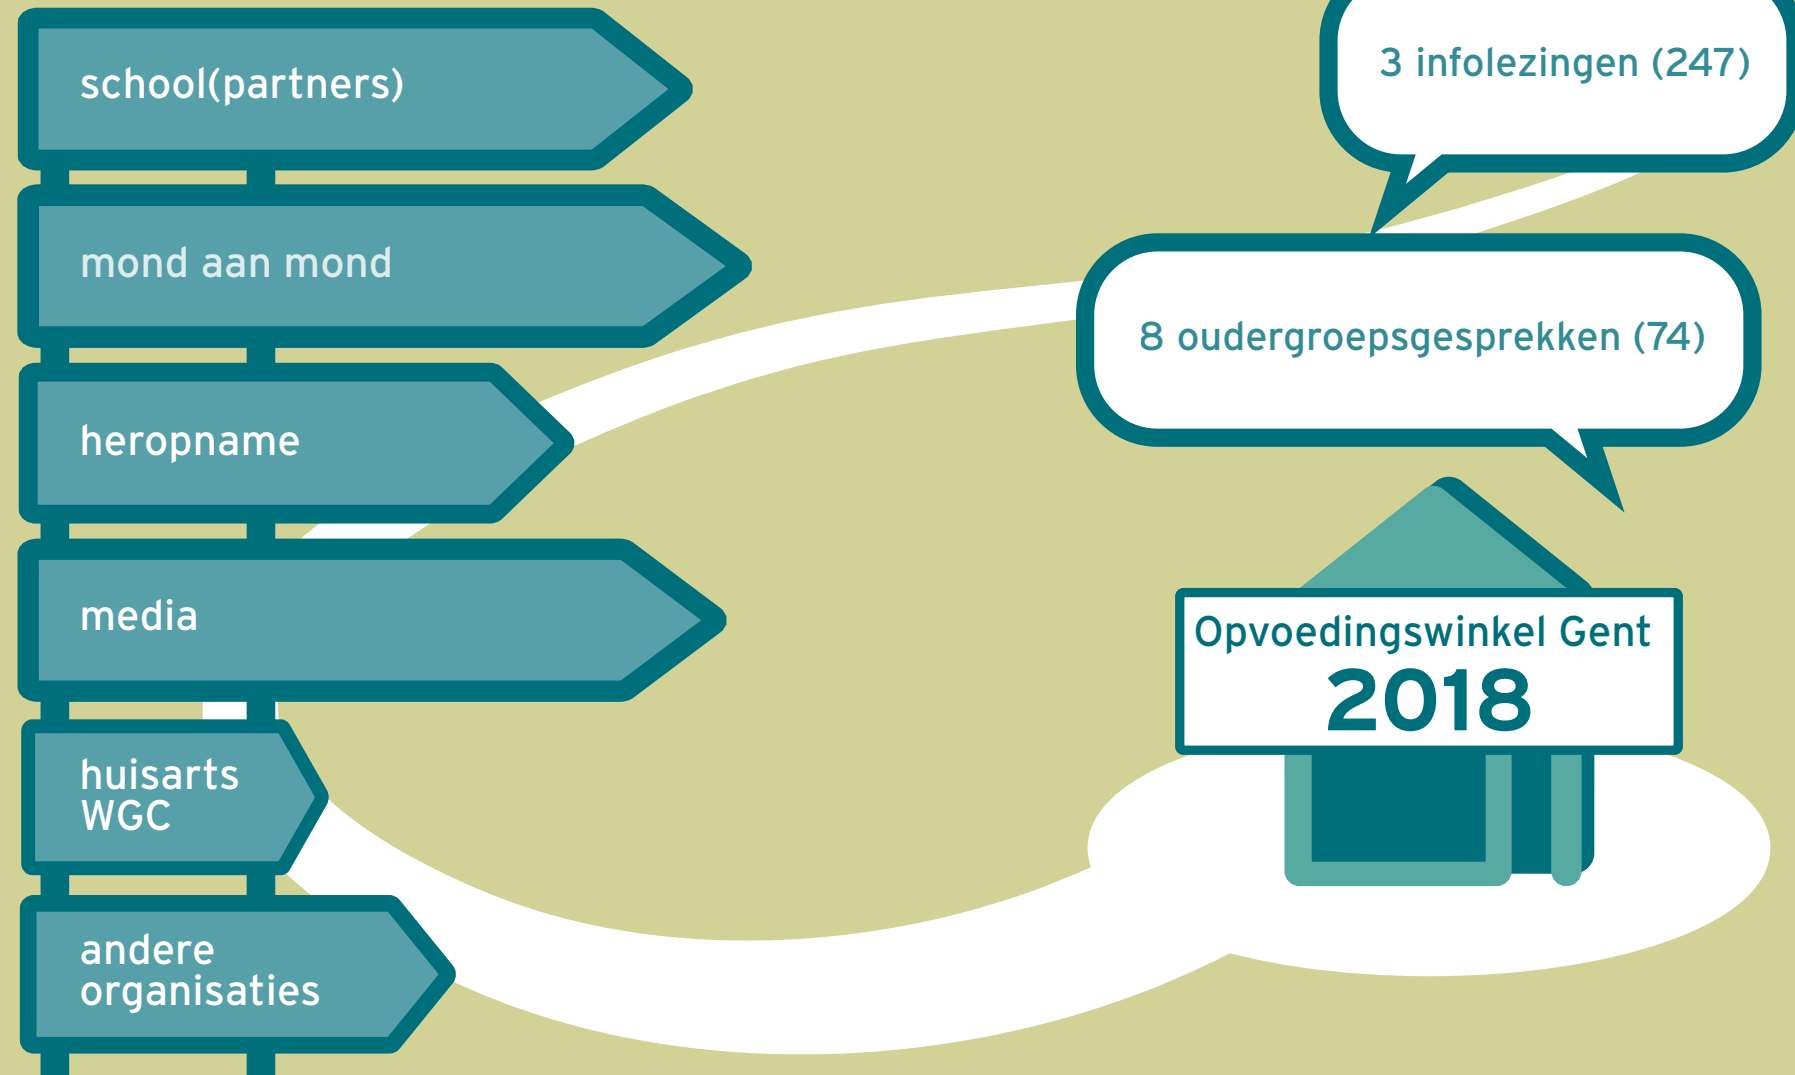 school(partners)
mond aan mond
heropname
media
huisarts
WGC
andere
organisaties
3 infolezingen (247)
8 oudergroepsgesprekken (74)
Opvoedingswinkel Gent
2018